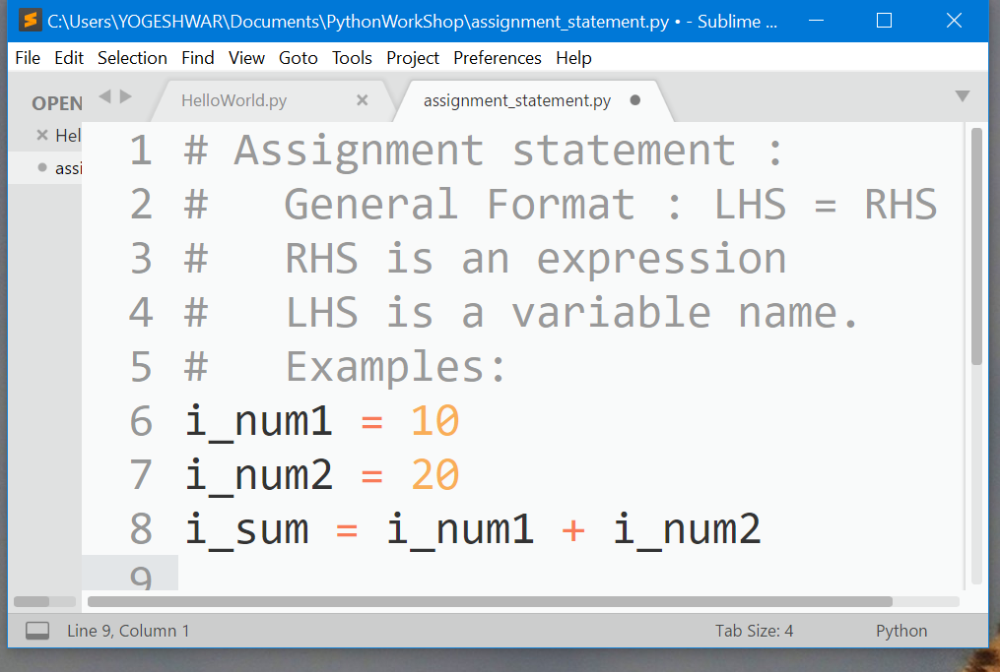 C:\Users\YOGESHWAR\Documents\PythonWorkShop\assignment_statement.py • - Sublime ...
File Edit Selection Find View Goto Tools Project Preferences Help
OPEN
HelloWorld.py
assignment_statement.py
Hel
assi
1 # Assignment statement :
2 #   General Format : LHS = RHS
3 #   RHS is an expression
4 #   LHS is a variable name.
5 #   Examples:
6 i_num1 = 10
7 i_num2 = 20
8 i_sum = i_num1 + i_num2
9
Line 9, Column 1 Tab Size: 4 Python